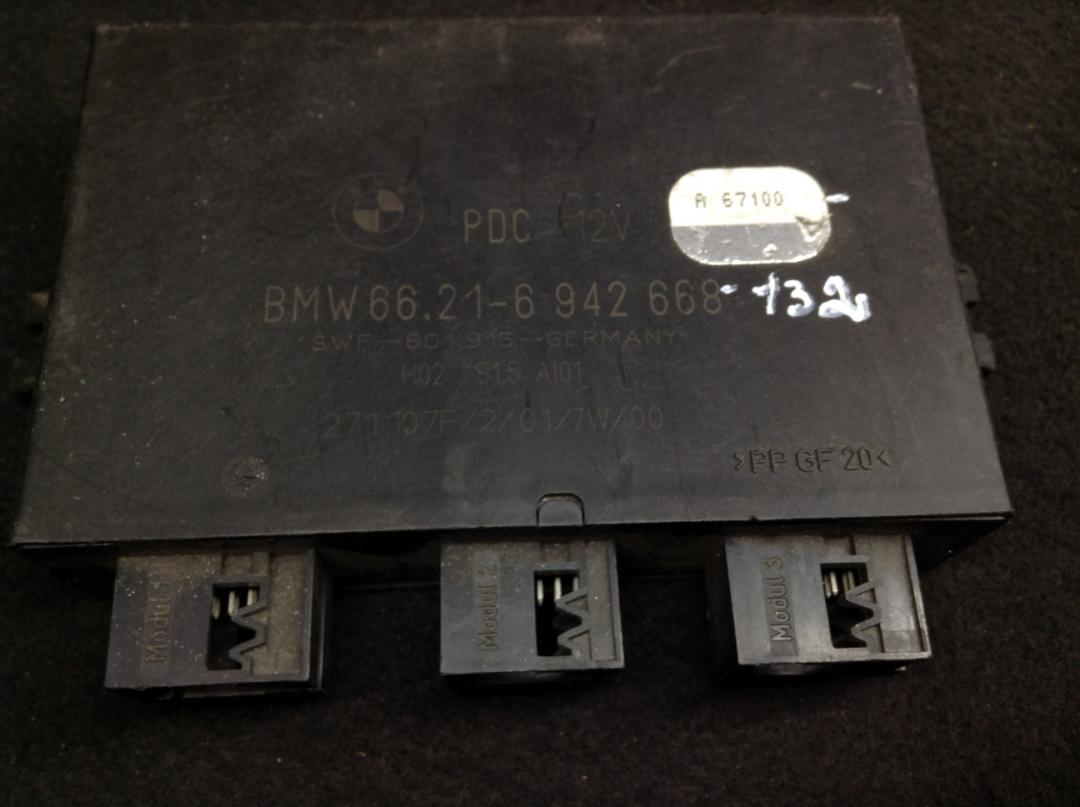 A 67100
PDC 12V
BMW 66.21-6 942 668 -132
SWF - 601.915 - GERMANY
H02 S1.5 AI01
271 107F/2/01/7W/00
>PP GF 20<
Modul 1
Modul 2
Modul 3